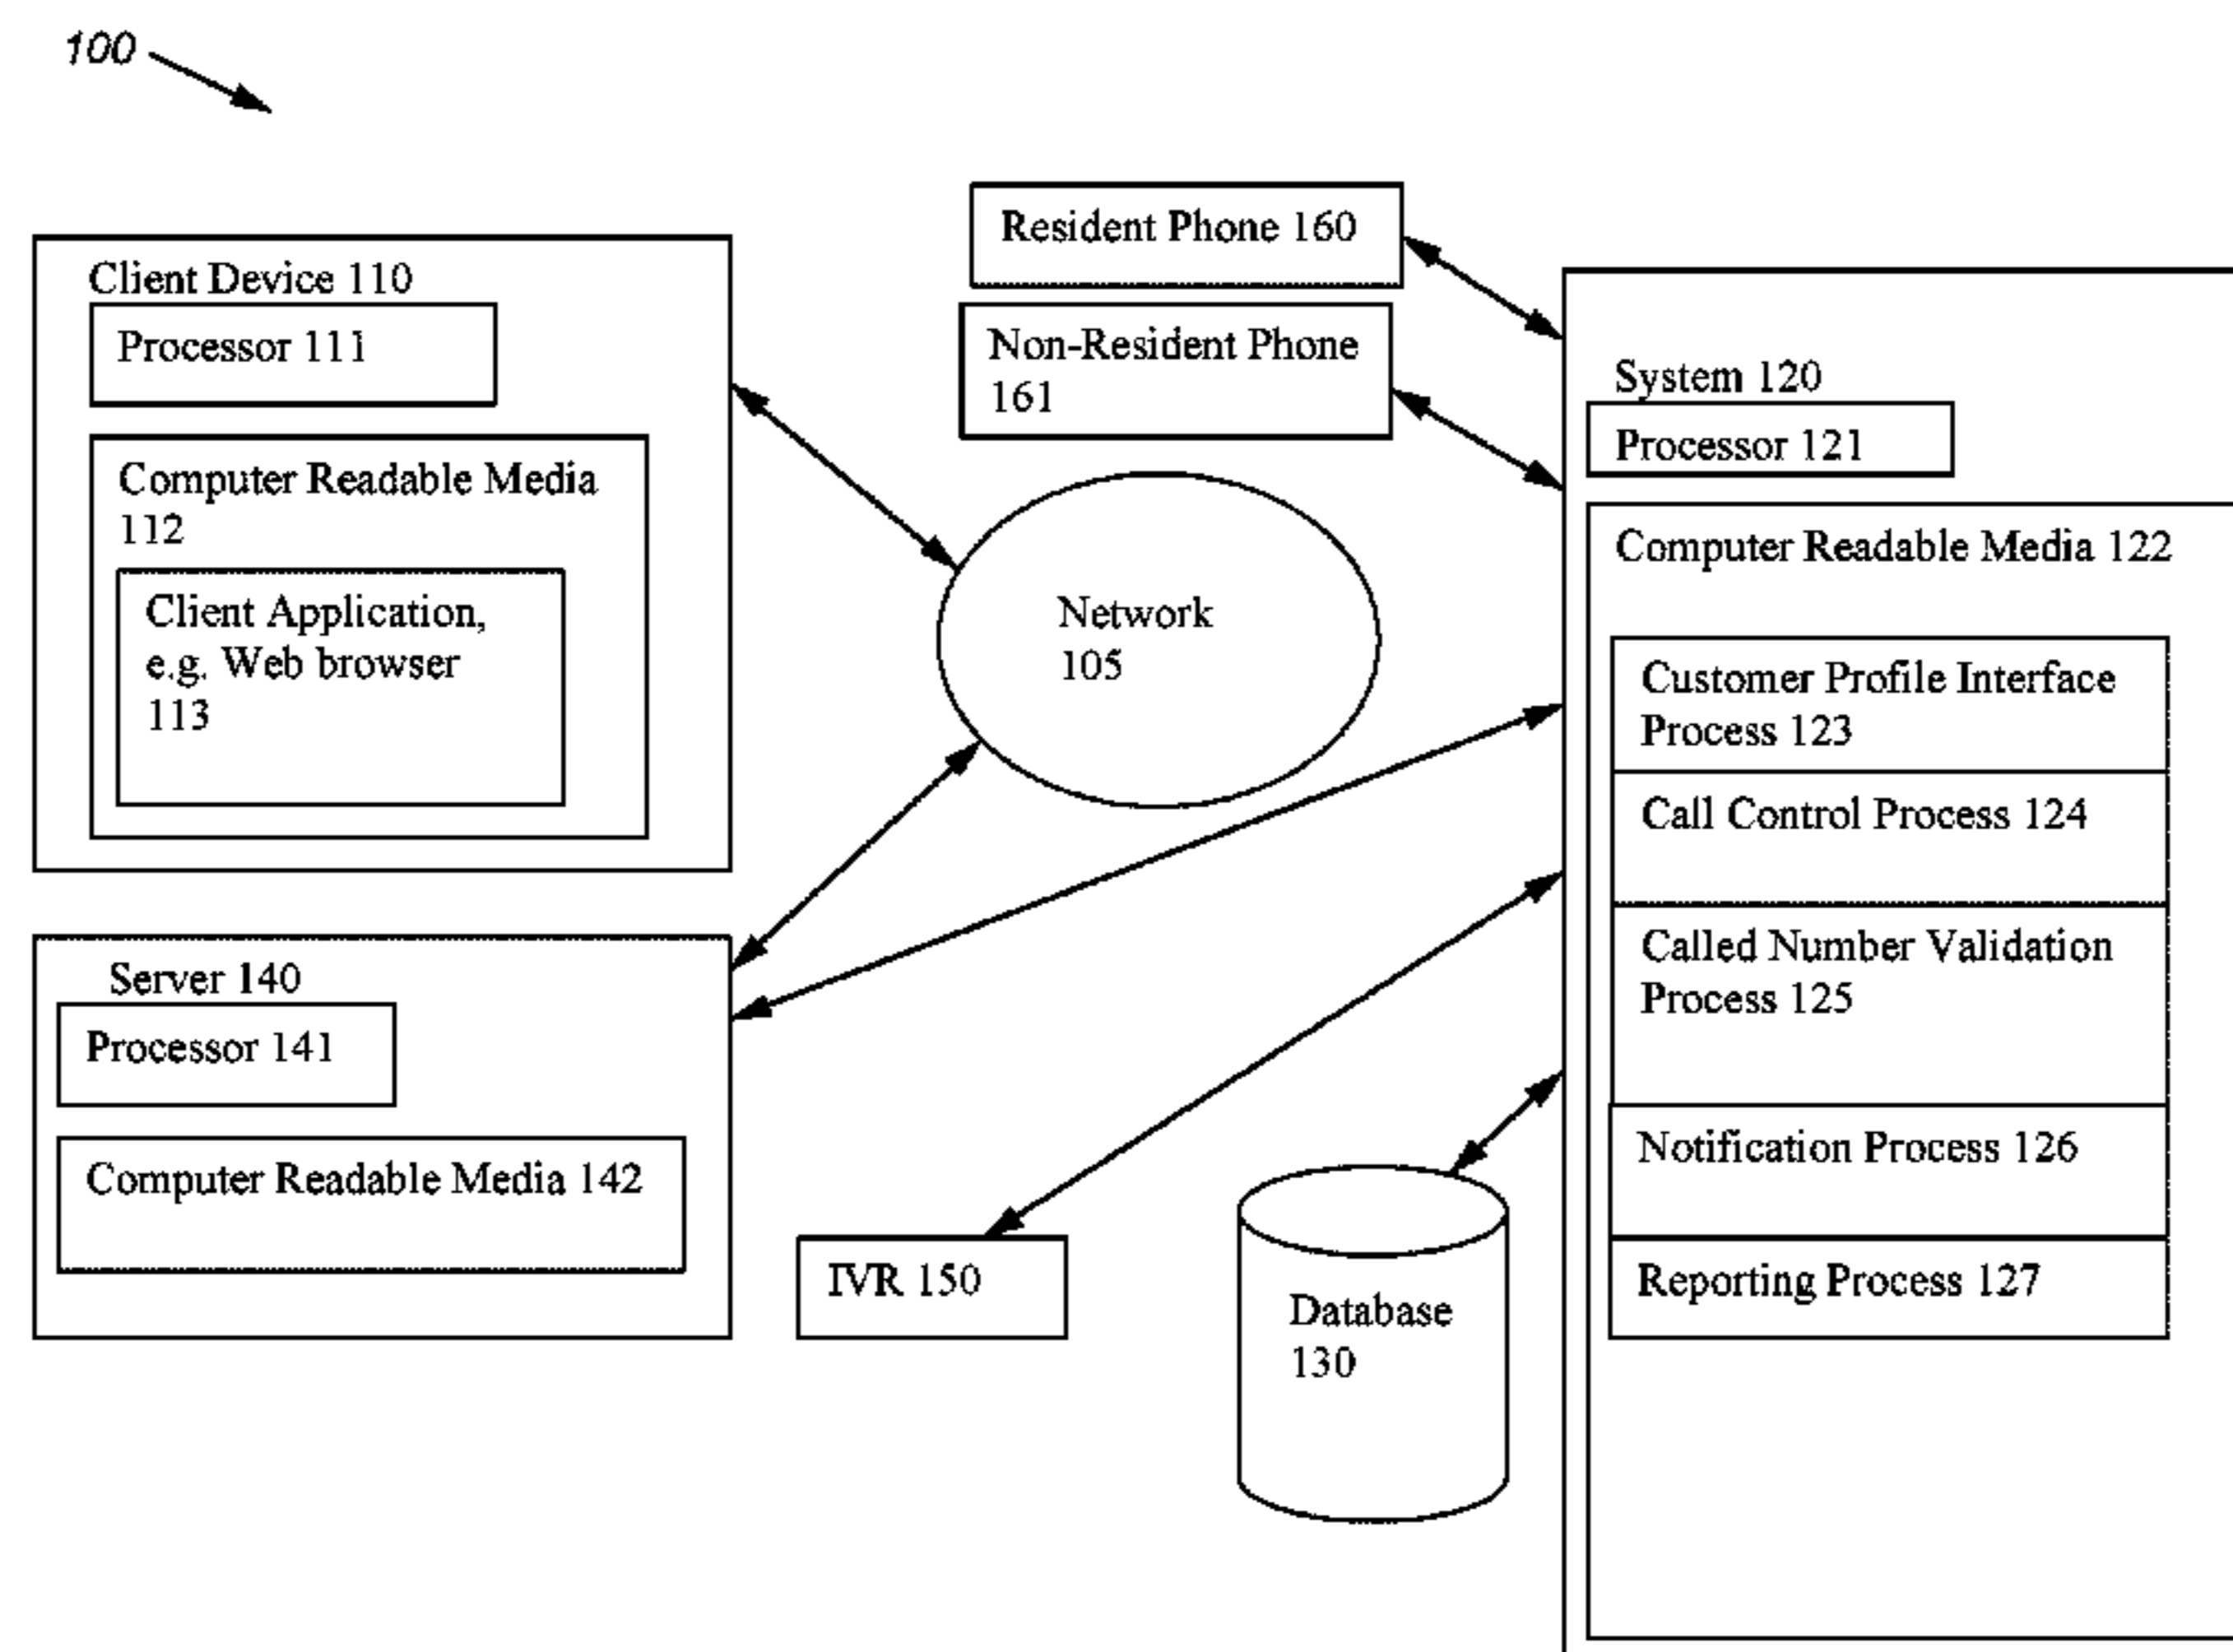 100
Client Device 110
Processor 111
Computer Readable Media
112
Client Application,
e.g. Web browser
113
Resident Phone 160
Non-Resident Phone
161
Network
105
System 120
Processor 121
Computer Readable Media 122
Customer Profile Interface
Process 123
Call Control Process 124
Called Number Validation
Process 125
Notification Process 126
Reporting Process 127
Server 140
Processor 141
Computer Readable Media 142
IVR 150
Database
130